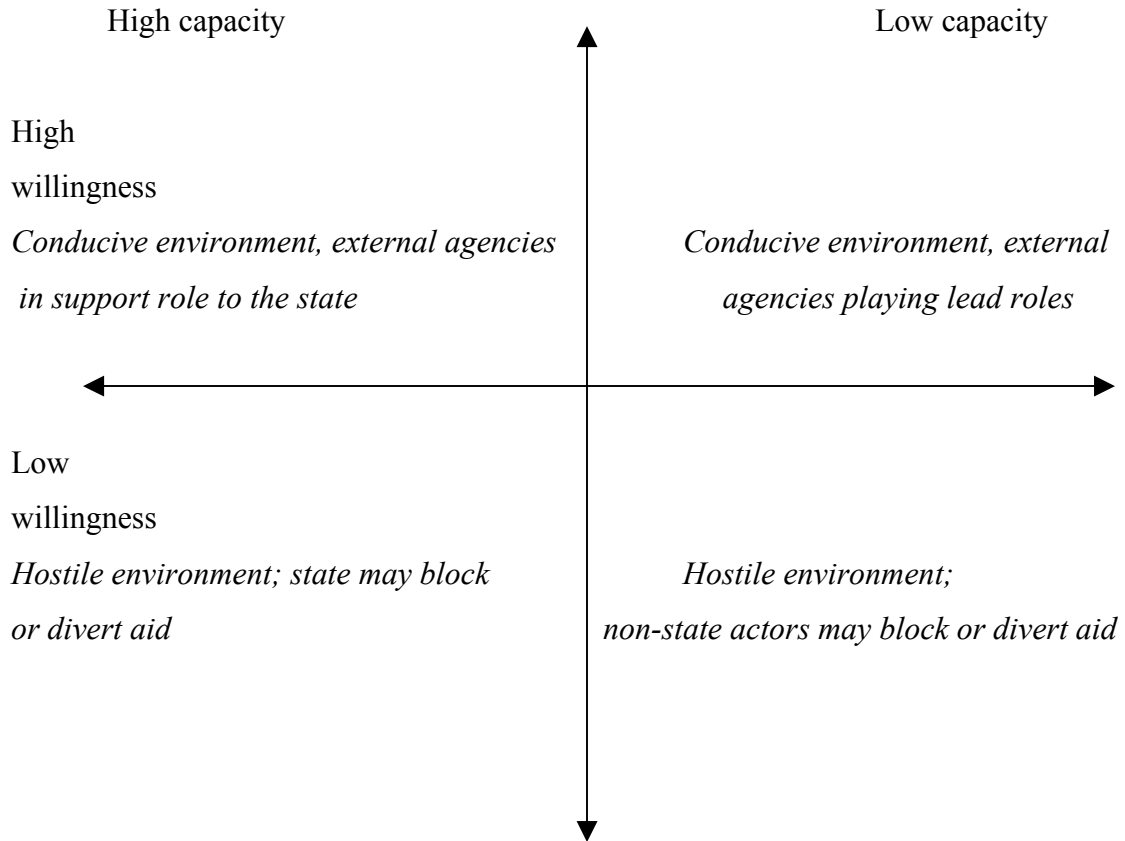 High capacity
Low capacity
High
willingness
Conducive environment, external agencies
in support role to the state
Conducive environment, external
agencies playing lead roles
Low
willingness
Hostile environment; state may block
or divert aid
Hostile environment;
non-state actors may block or divert aid